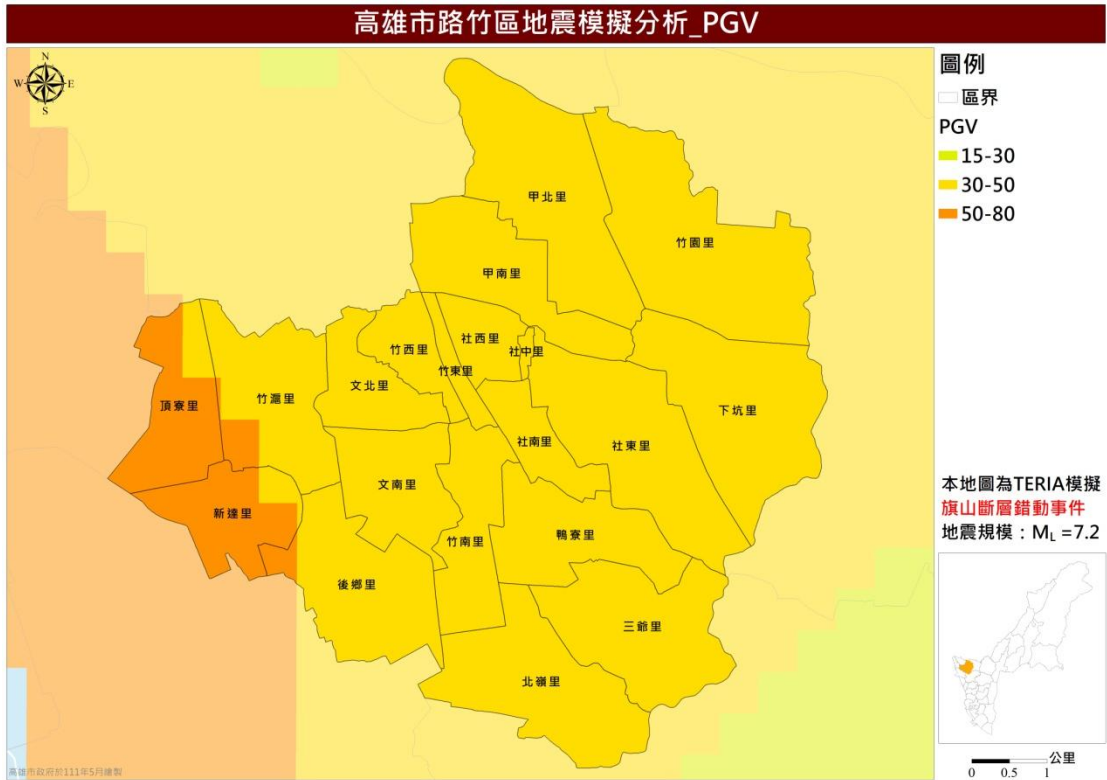 高雄市路竹區地震模擬分析_PGV
N
W
E
S
圖例
區界
PGV
15-30
30-50
50-80
甲北里
竹園里
甲南里
社西里
竹西里
社中里
竹東里
文北里
竹滬里
頂寮里
下坑里
社南里
社東里
文南里
新達里
竹南里
鴨寮里
後鄉里
三爺里
北嶺里
本地圖為TERIA模擬
旗山斷層錯動事件
地震規模：ML =7.2
公里
0 0.5 1
高雄市政府於111年5月繪製